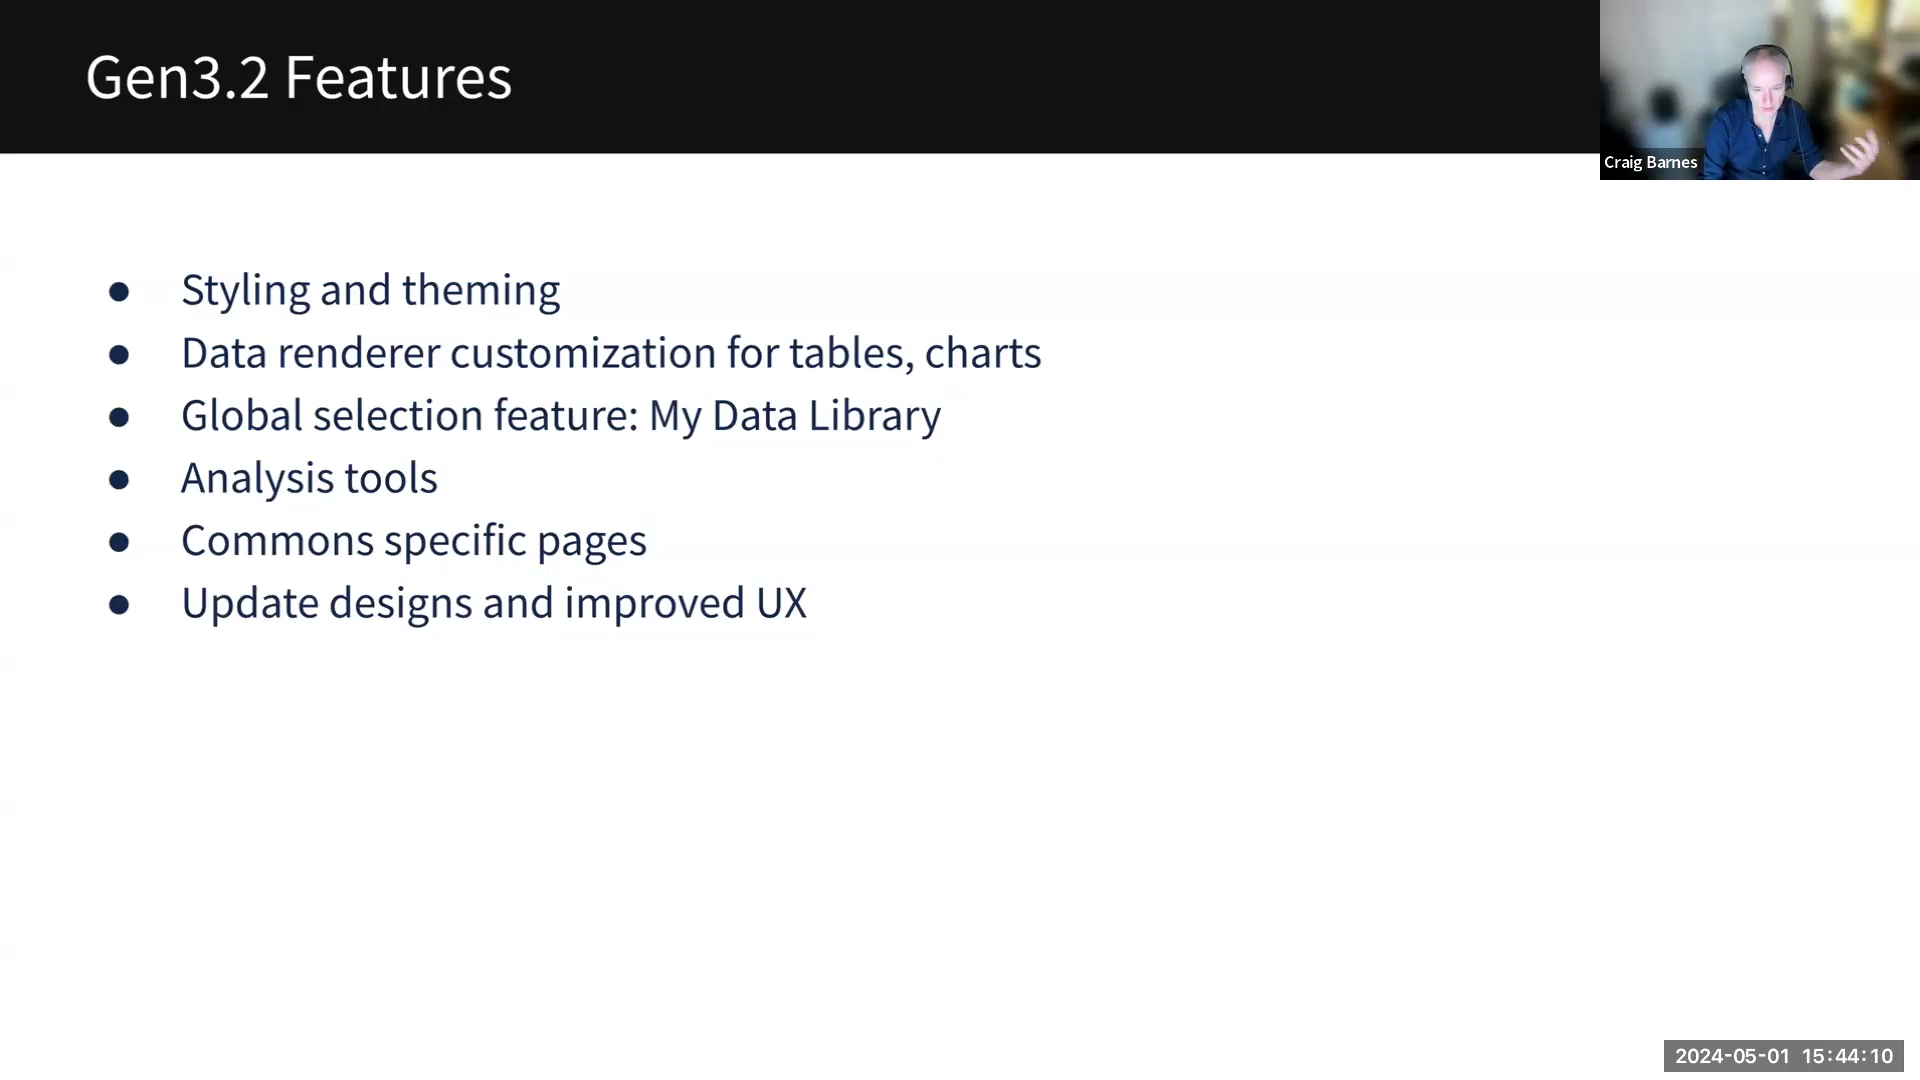 Gen3.2 Features
Craig Barnes
● Styling and theming
● Data renderer customization for tables, charts
● Global selection feature: My Data Library
● Analysis tools
● Commons specific pages
● Update designs and improved UX
2024-05-01 15:44:10